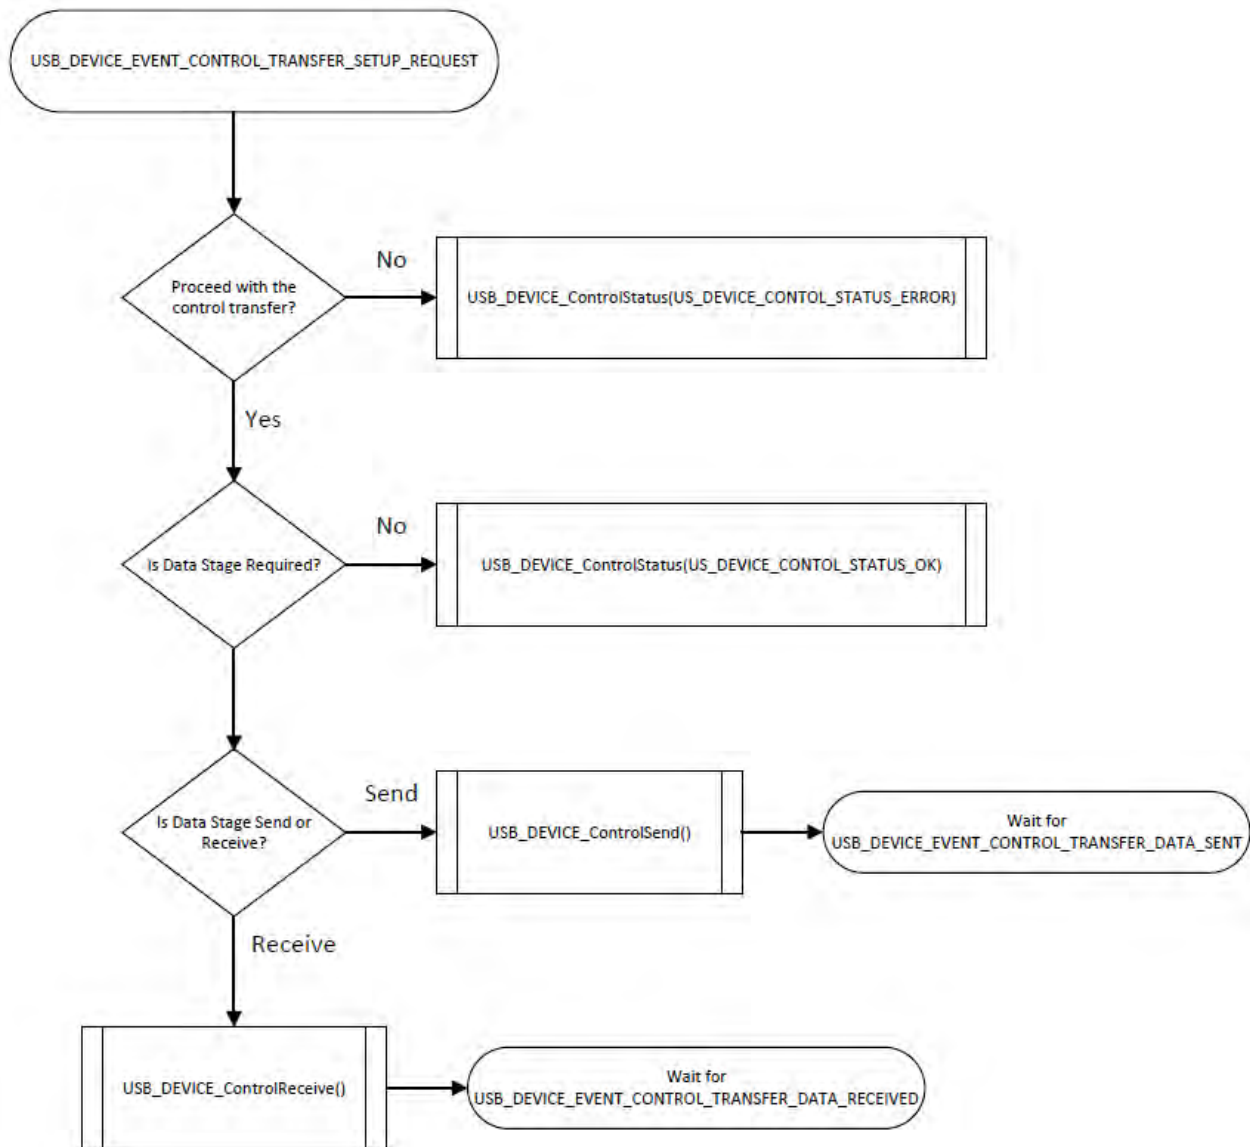 USB_DEVICE_EVENT_CONTROL_TRANSFER_SETUP_REQUEST
Proceed with the
control transfer?
No
USB_DEVICE_ControlStatus(US_DEVICE_CONTOL_STATUS_ERROR)
Yes
Is Data Stage Required?
No
USB_DEVICE_ControlStatus(US_DEVICE_CONTOL_STATUS_OK)
Is Data Stage Send or
Receive?
Send
USB_DEVICE_ControlSend()
Wait for
USB_DEVICE_EVENT_CONTROL_TRANSFER_DATA_SENT
Receive
USB_DEVICE_ControlReceive()
Wait for
USB_DEVICE_EVENT_CONTROL_TRANSFER_DATA_RECEIVED